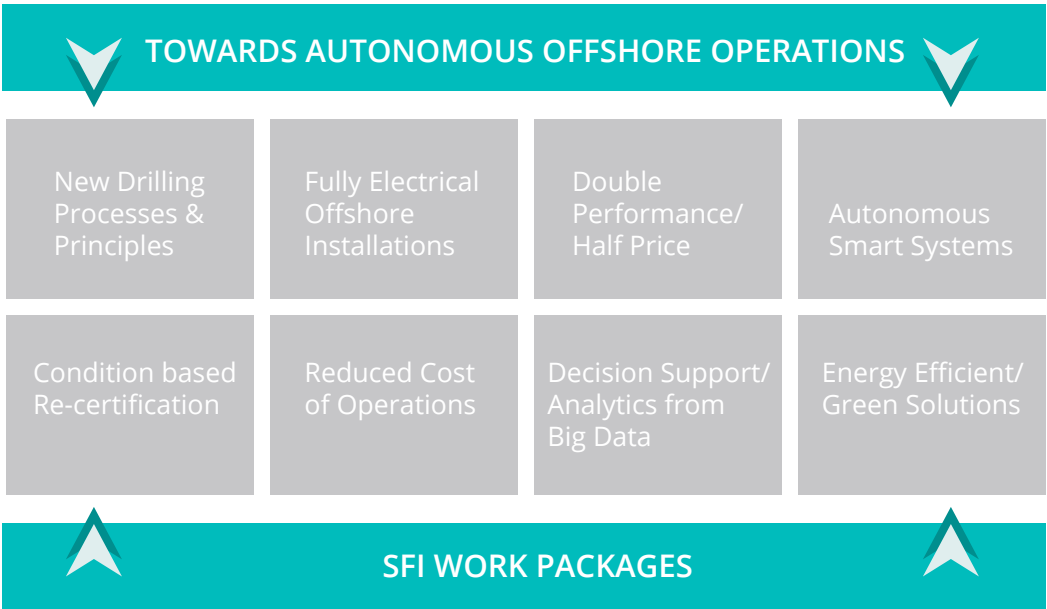 TOWARDS AUTONOMOUS OFFSHORE OPERATIONS
New Drilling
Processes &
Principles
Fully Electrical
Offshore
Installations
Double
Performance/
Half Price
Autonomous
Smart Systems
Condition based
Re-certification
Reduced Cost
of Operations
Decision Support/
Analytics from
Big Data
Energy Efficient/
Green Solutions
SFI WORK PACKAGES